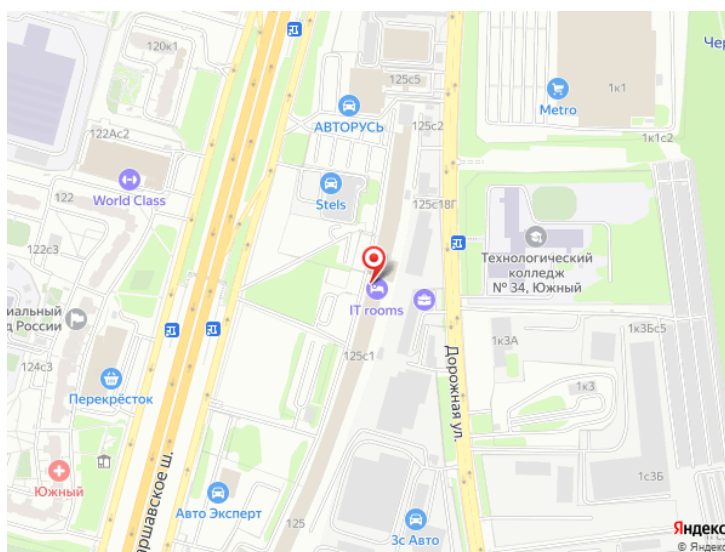 120к1
125с5
1к1
Чер
АВТОРУСЬ
125с2
Metro
122Ас2
1к1с2
World Class
122
Stels
125с18Г
122с3
Технологический
колледж
№ 34, Южный
IT rooms
иальный
д России
1к3Бс5
1к3А
125с1
124с3
Дорожная ул.
1к3
Перекрёсток
аршавское ш.
Южный
1с3Б
Авто Эксперт
125
3с Авто
Яндекс
© Яндекс